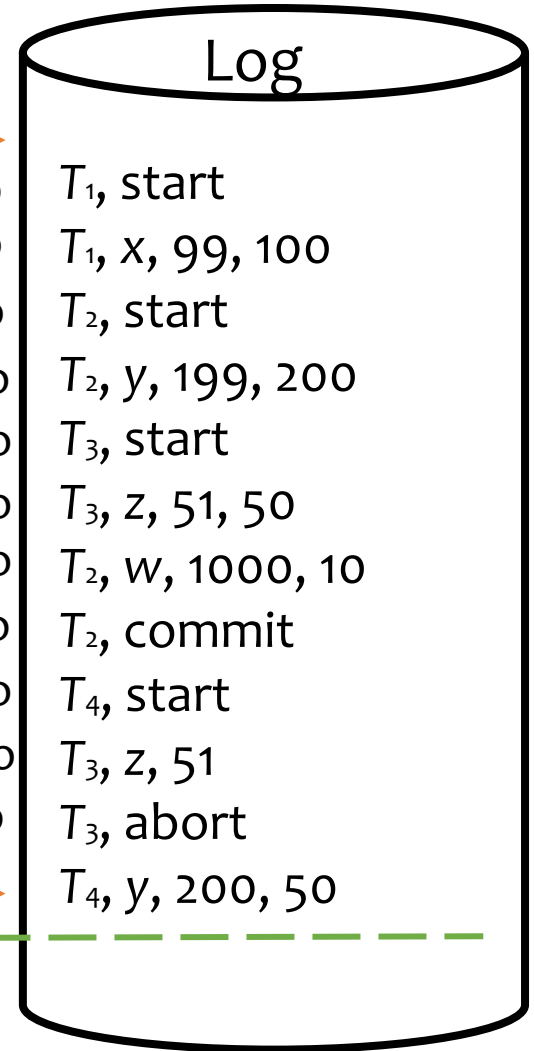 Log
T₁, start
T₁, x, 99, 100
T₂, start
T₂, y, 199, 200
T₃, start
T₃, z, 51, 50
T₂, w, 1000, 10
T₂, commit
T₄, start
T₃, z, 51
T₃, abort
T₄, y, 200, 50